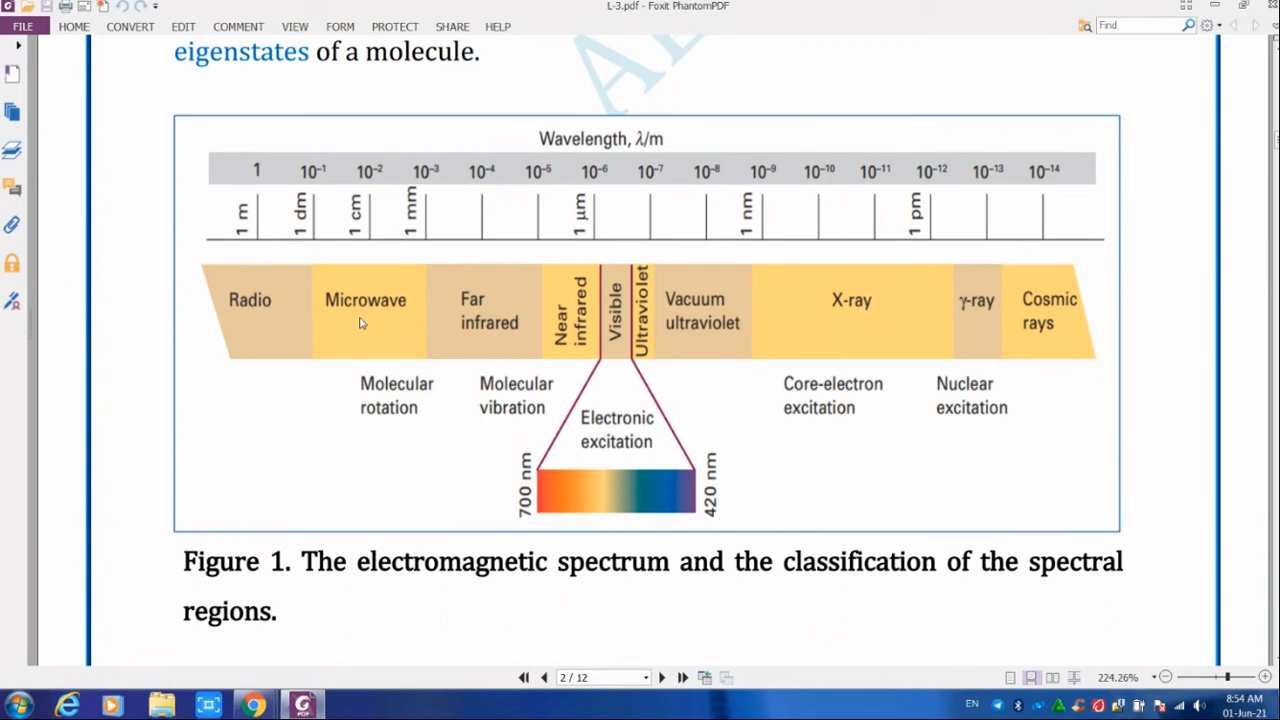 L-3.pdf - Foxit PhantomPDF
FILE HOME CONVERT EDIT COMMENT VIEW FORM PROTECT SHARE HELP
Find
eigenstates of a molecule.
Wavelength, λ/m
1 10⁻¹ 10⁻² 10⁻³ 10⁻⁴ 10⁻⁵ 10⁻⁶ 10⁻⁷ 10⁻⁸ 10⁻⁹ 10⁻¹⁰ 10⁻¹¹ 10⁻¹² 10⁻¹³ 10⁻¹⁴
1 m 1 dm 1 cm 1 mm 1 μm 1 nm 1 pm
Radio
Microwave
Far
infrared
Near
infrared
Visible
Ultraviolet
Vacuum
ultraviolet
X-ray
γ-ray
Cosmic
rays
Molecular
rotation
Molecular
vibration
Electronic
excitation
Core-electron
excitation
Nuclear
excitation
700 nm
420 nm
Figure 1. The electromagnetic spectrum and the classification of the spectral
regions.
2 / 12
224.26%
EN
8:54 AM
01-Jun-21